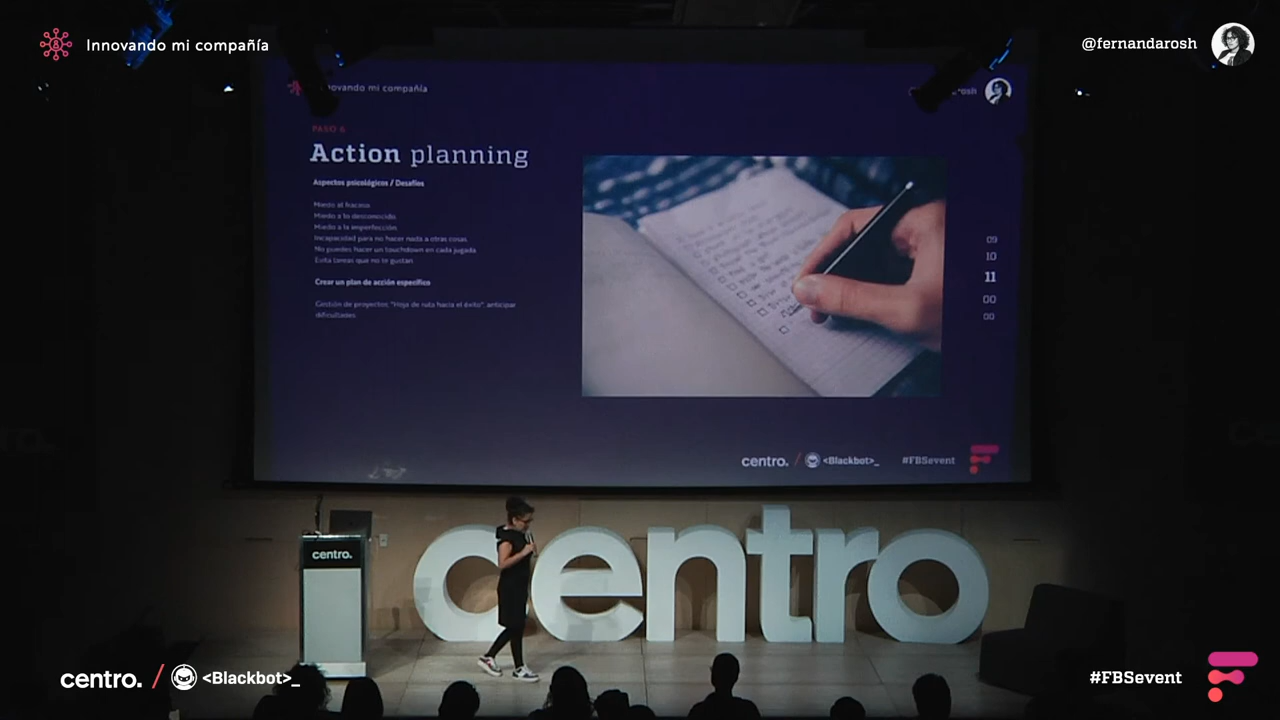 Innovando mi compañía
@fernandarosh
novando mi compañía
rosh
PASO 6
Action planning
Aspectos psicológicos / Desafíos
Miedo al fracaso
Miedo a lo desconocido
Miedo a la imperfección
Incapacidad para no hacer nada a otras cosas
No puedes hacer un touchdown en cada jugada
Evita tareas que no te gustan
Crear un plan de acción específico
Gestión de proyectos, "Hoja de ruta hacia el éxito", anticipar
dificultades
09
10
11
00
00
centro. / <Blackbot>_ #FBSevent
centro.
centro
centro. / <Blackbot>_
#FBSevent